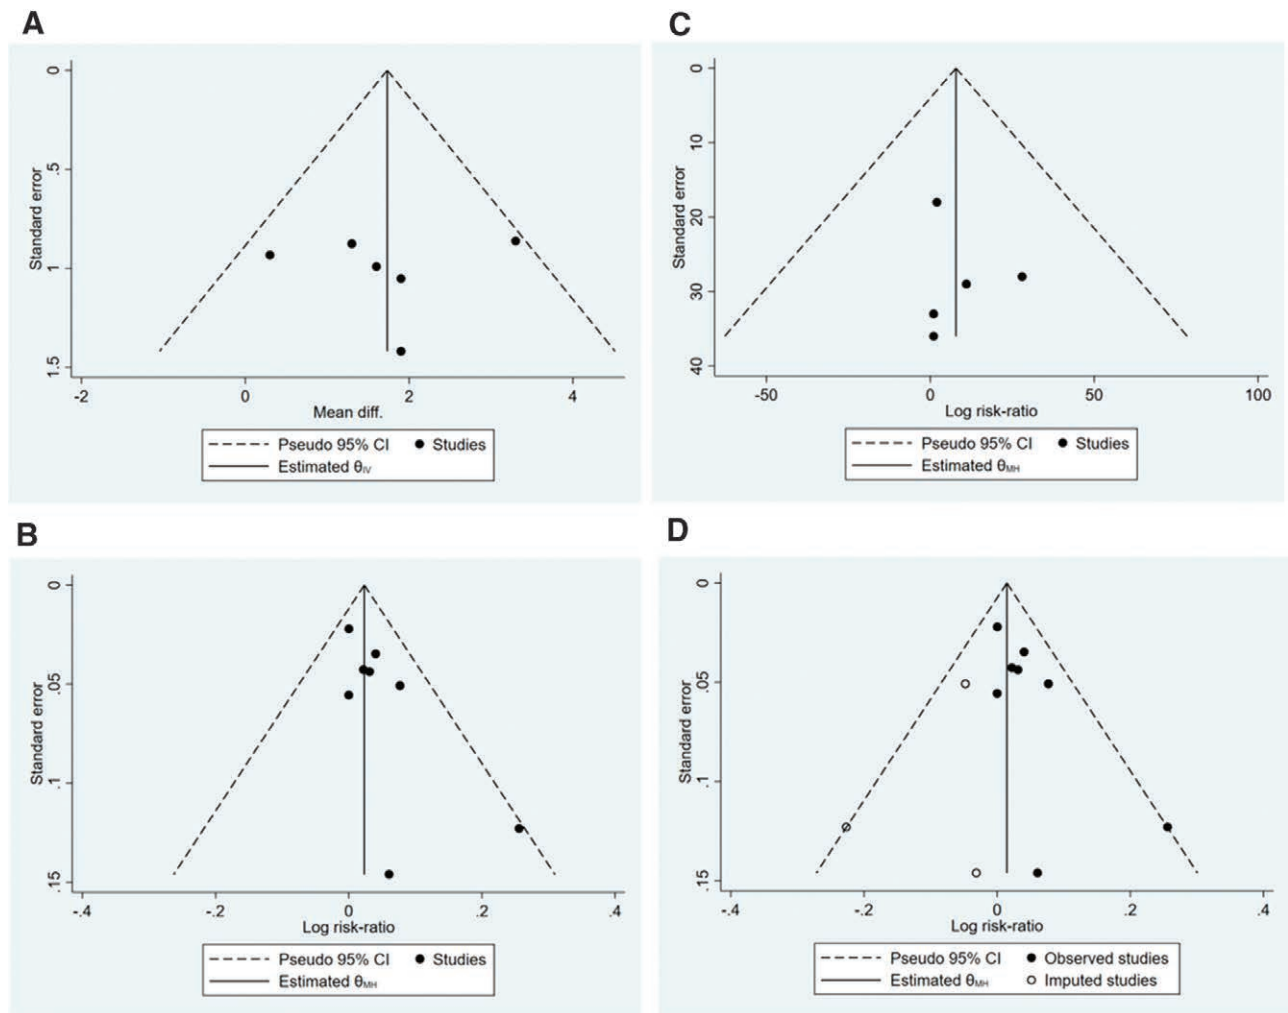 A
0
.5
1
1.5
Standard error
-2
0
2
4
Mean diff.
Pseudo 95% CI
Studies
Estimated θIV
C
0
10
20
30
40
Standard error
-50
0
50
100
Log risk-ratio
Pseudo 95% CI
Studies
Estimated θMH
B
0
.05
.1
.15
Standard error
-.4
-.2
0
.2
.4
Log risk-ratio
Pseudo 95% CI
Studies
Estimated θMH
D
0
.05
.1
.15
Standard error
-.4
-.2
0
.2
.4
Log risk-ratio
Pseudo 95% CI
Observed studies
Estimated θMH
Imputed studies